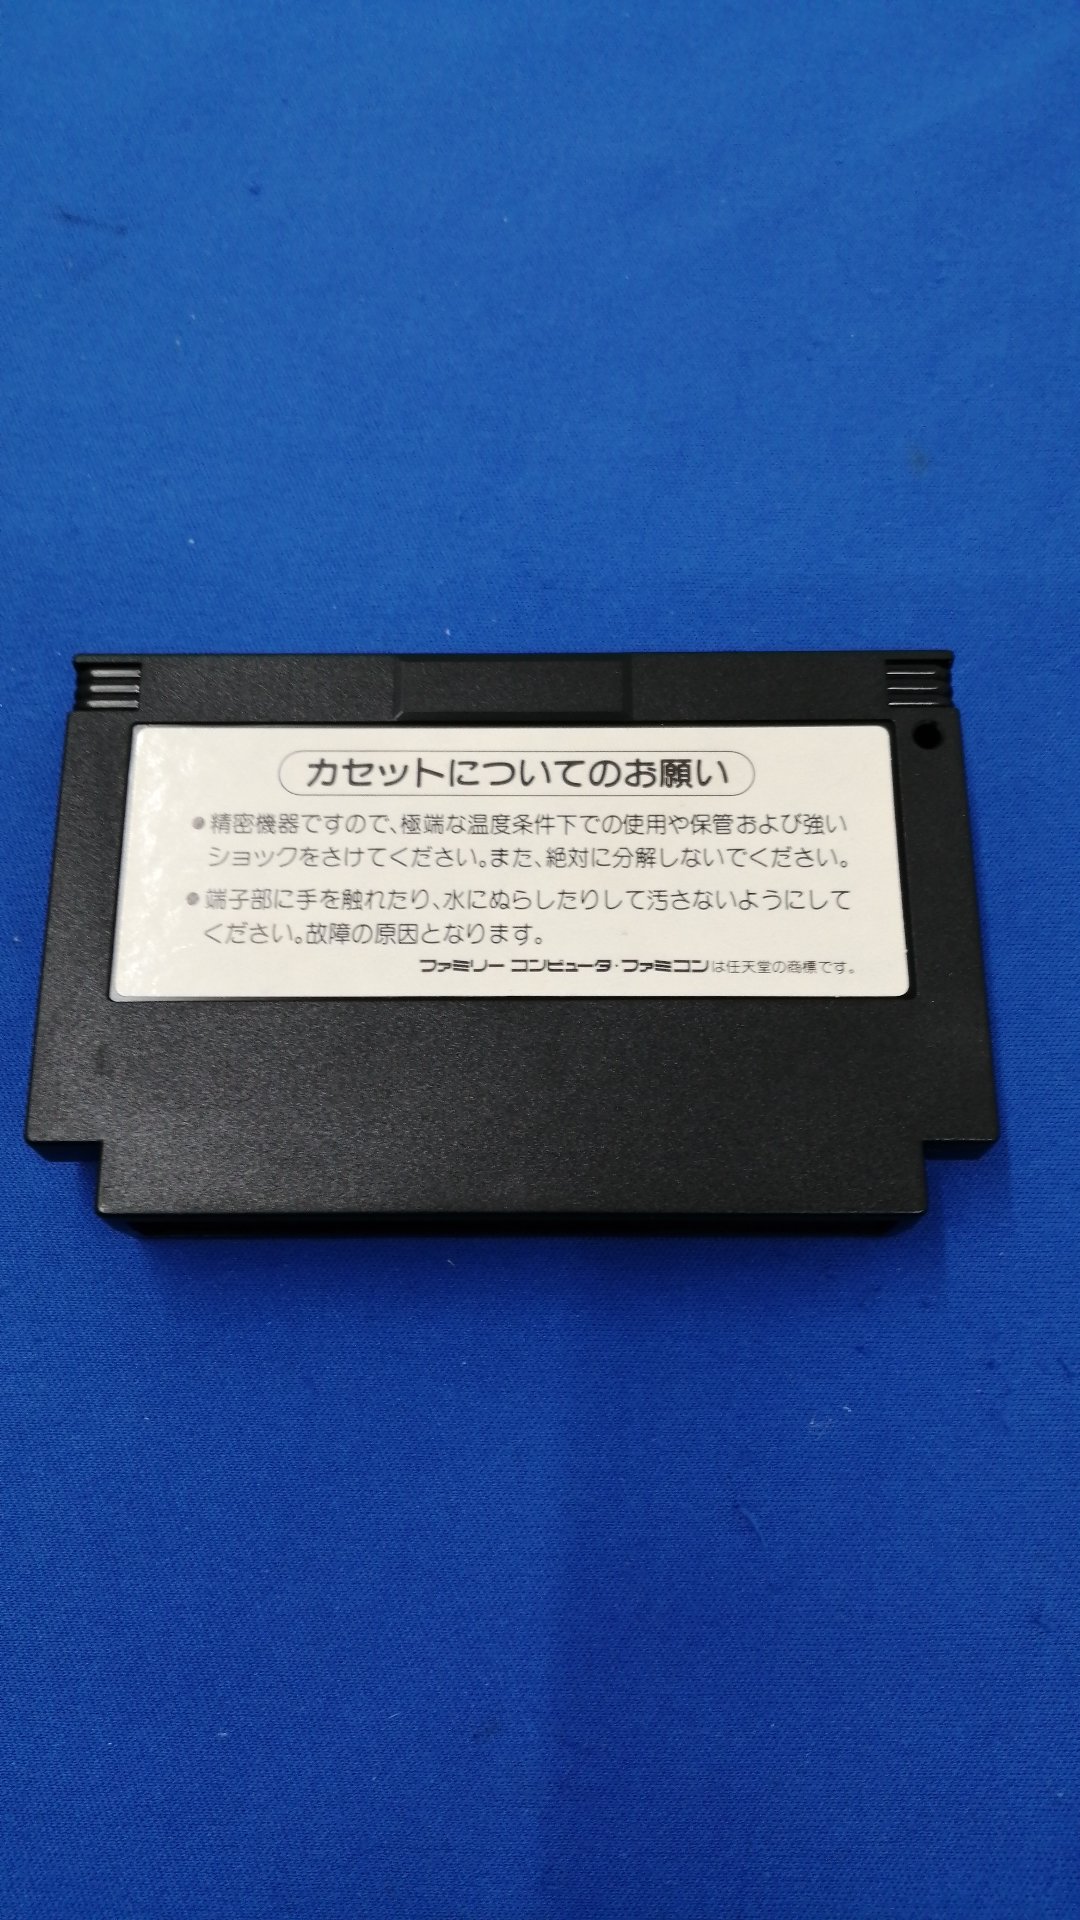 カセットについてのお願い
●精密機器ですので、極端な温度条件下での使用や保管および強い
ショックをさけてください。また、絶対に分解しないでください。
●端子部に手を触れたり、水にぬらしたりして汚さないようにして
ください。故障の原因となります。
ファミリーコンピュータ・ファミコンは任天堂の商標です。